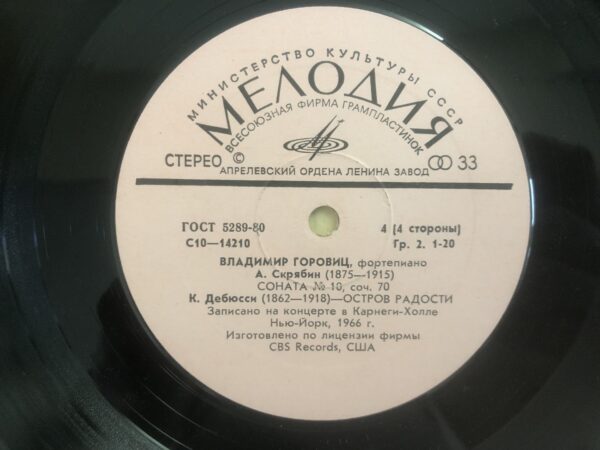 МИНИСТЕРСТВО КУЛЬТУРЫ СССР
МЕЛОДИЯ
ВСЕСОЮЗНАЯ ФИРМА ГРАМПЛАСТИНОК
СТЕРЕО © 33
АПРЕЛЕВСКИЙ ОРДЕНА ЛЕНИНА ЗАВОД
ГОСТ 5289-80 4 (4 стороны)
С10—14210 Гр. 2. 1-20
ВЛАДИМИР ГОРОВИЦ, фортепиано
А. Скрябин (1875—1915)
СОНАТА № 10, соч. 70
К. Дебюсси (1862—1918)—ОСТРОВ РАДОСТИ
Записано на концерте в Карнеги-Холле
Нью-Йорк, 1966 г.
Изготовлено по лицензии фирмы
CBS Records, США